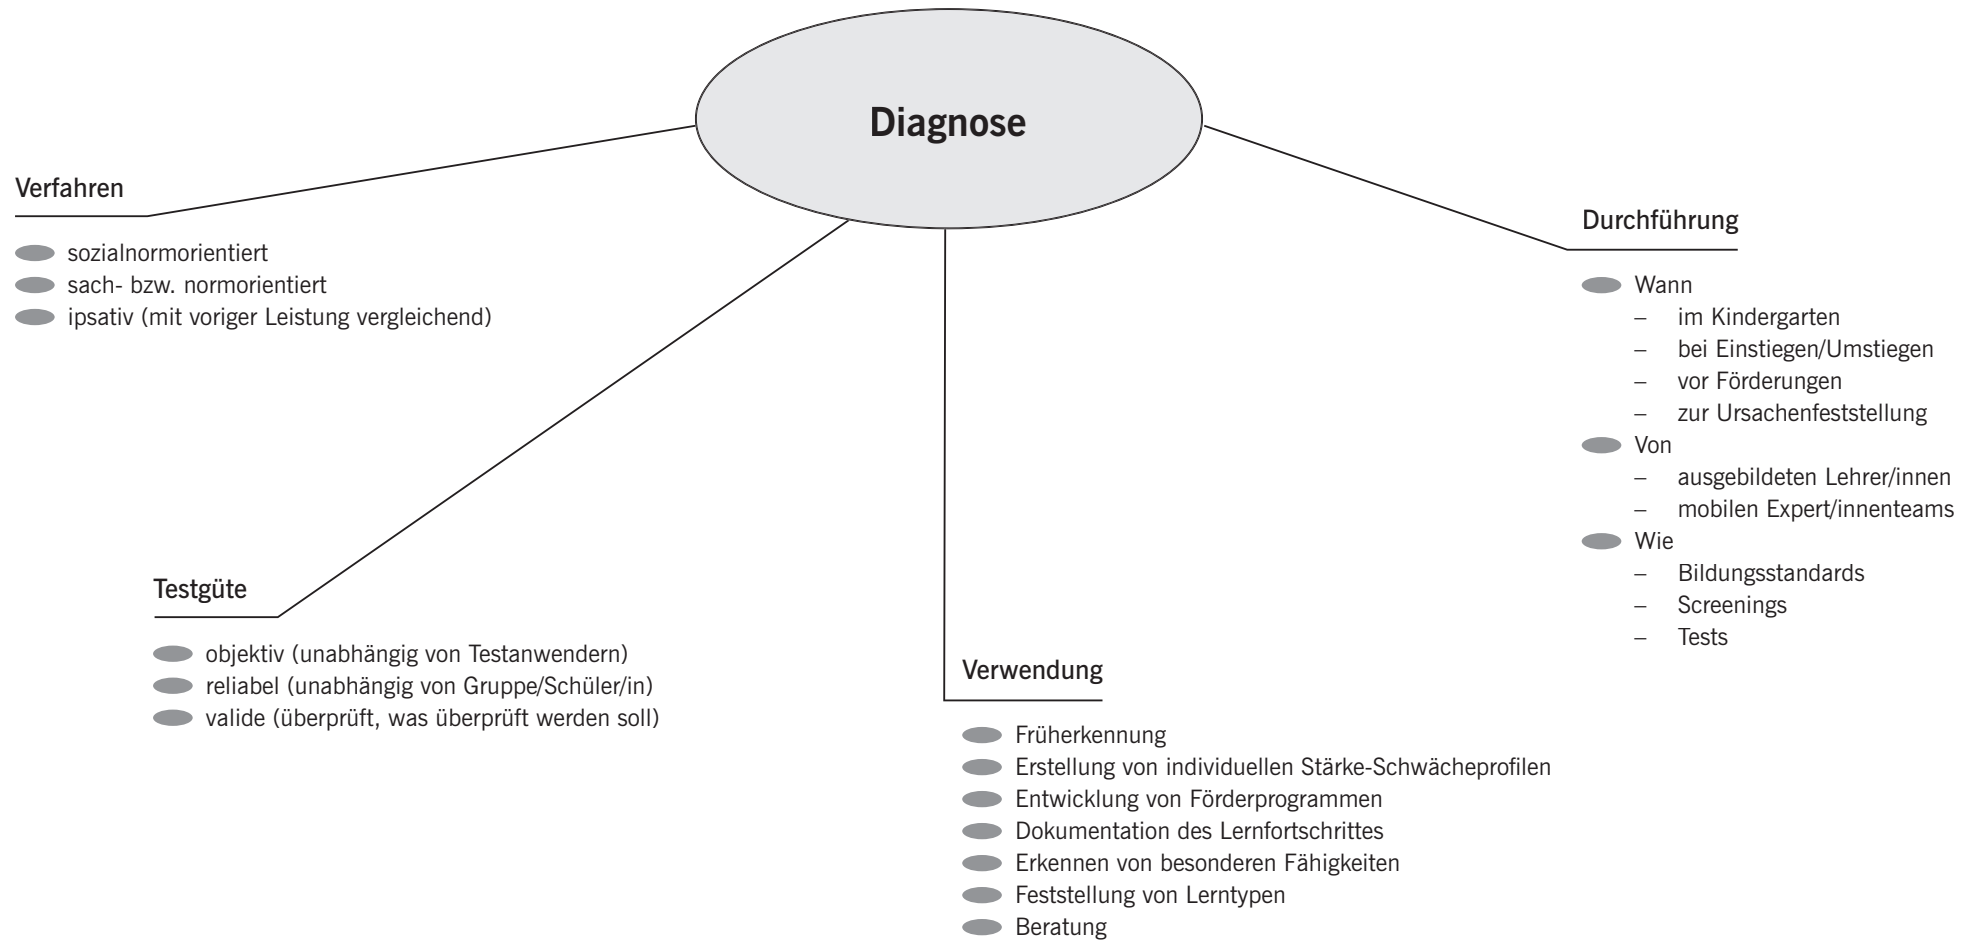 Diagnose
Verfahren
sozialnormorientiert
sach- bzw. normorientiert
ipsativ (mit voriger Leistung vergleichend)
Testgüte
objektiv (unabhängig von Testanwendern)
reliabel (unabhängig von Gruppe/Schüler/in)
valide (überprüft, was überprüft werden soll)
Verwendung
Früherkennung
Erstellung von individuellen Stärke-Schwächeprofilen
Entwicklung von Förderprogrammen
Dokumentation des Lernfortschrittes
Erkennen von besonderen Fähigkeiten
Feststellung von Lerntypen
Beratung
Durchführung
Wann
– im Kindergarten
– bei Einstiegen/Umstiegen
– vor Förderungen
– zur Ursachenfeststellung
Von
– ausgebildeten Lehrer/innen
– mobilen Expert/innenteams
Wie
– Bildungsstandards
– Screenings
– Tests